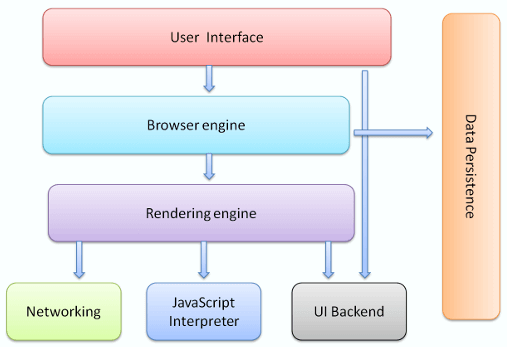 User Interface
Browser engine
Rendering engine
Networking
JavaScript
Interpreter
UI Backend
Data Persistence